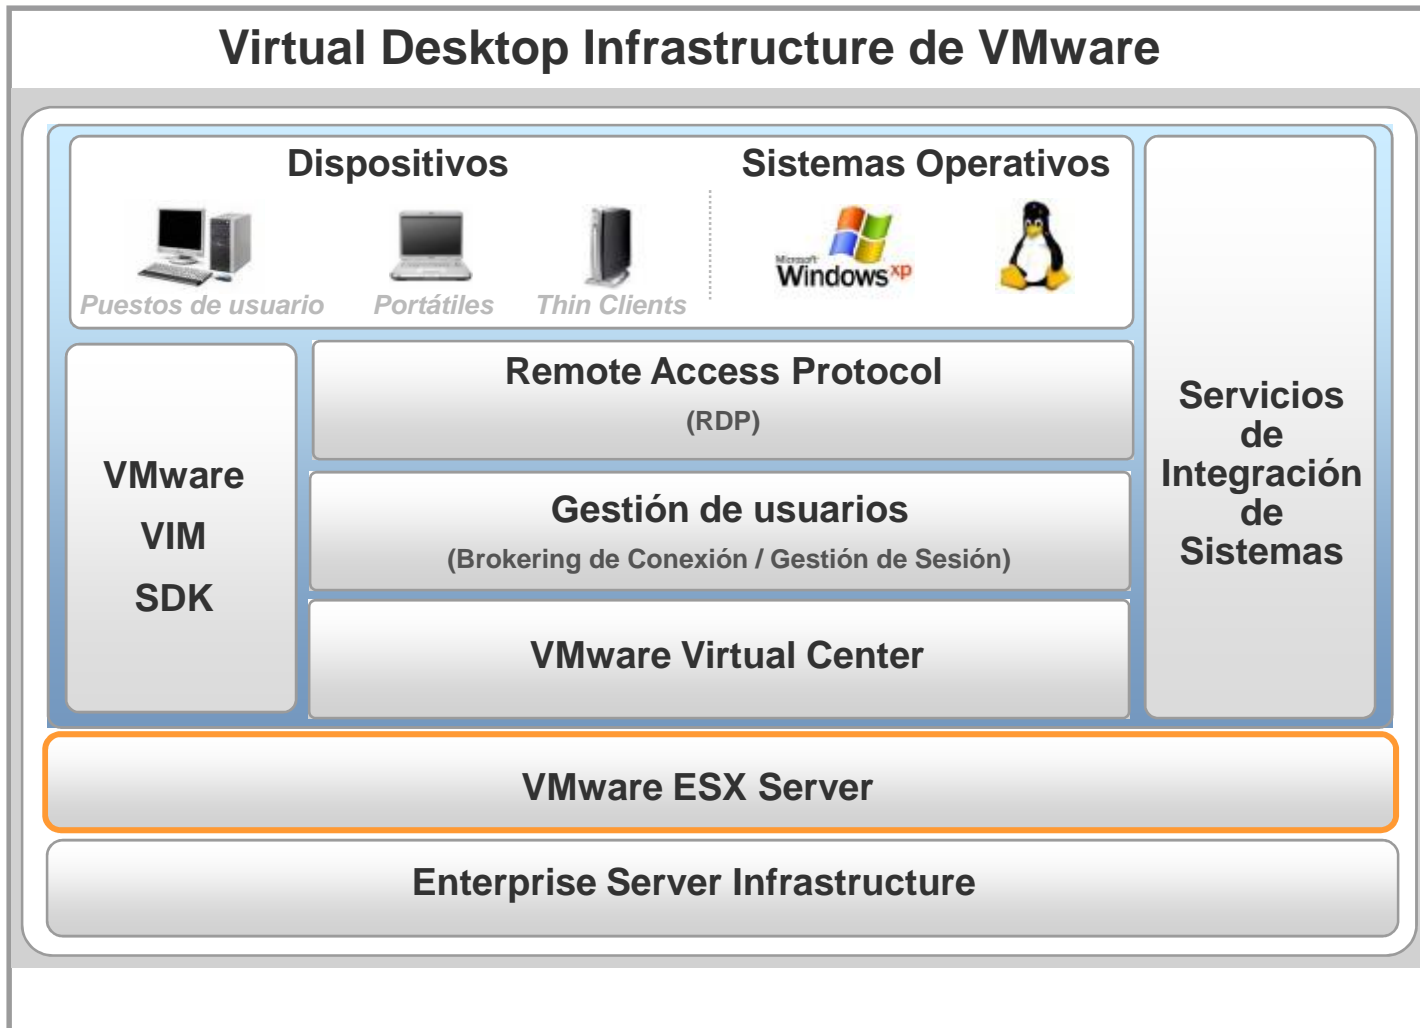 Virtual Desktop Infrastructure de VMware
Dispositivos
Sistemas Operativos
Microsoft
Windows xp
Puestos de usuario
Portátiles
Thin Clients
VMware
VIM
SDK
Remote Access Protocol
(RDP)
Gestión de usuarios
(Brokering de Conexión / Gestión de Sesión)
VMware Virtual Center
Servicios
de
Integración
de
Sistemas
VMware ESX Server
Enterprise Server Infrastructure